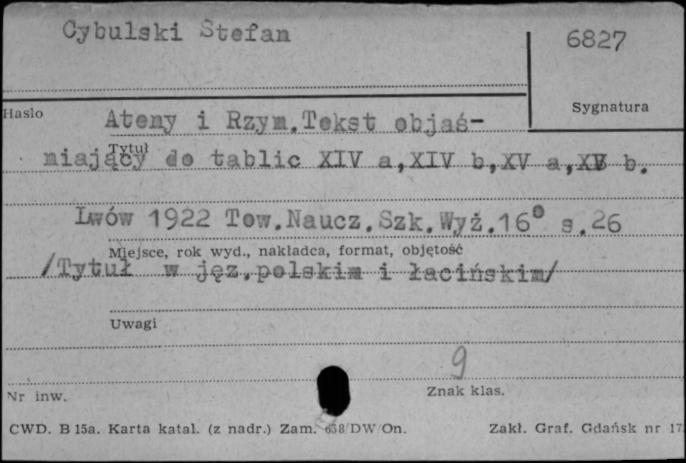 Cybulski Stefan
6827
Hasło
Sygnatura
Ateny i Rzym.Tekst objaś-
Tytuł
niający do tablic XIV a,XIV b,XV a,XV b.
Lwów 1922 Tow.Naucz.Szk.Wyż.16° s.26
Miejsce, rok wyd., nakładca, format, objętość
/Tytuł w jęz.polskim i łacińskim/
Uwagi
9
Nr inw.
Znak klas.
CWD. B 15a. Karta katal. (z nadr.) Zam. 658/DW/On.
Zakł. Graf. Gdańsk nr